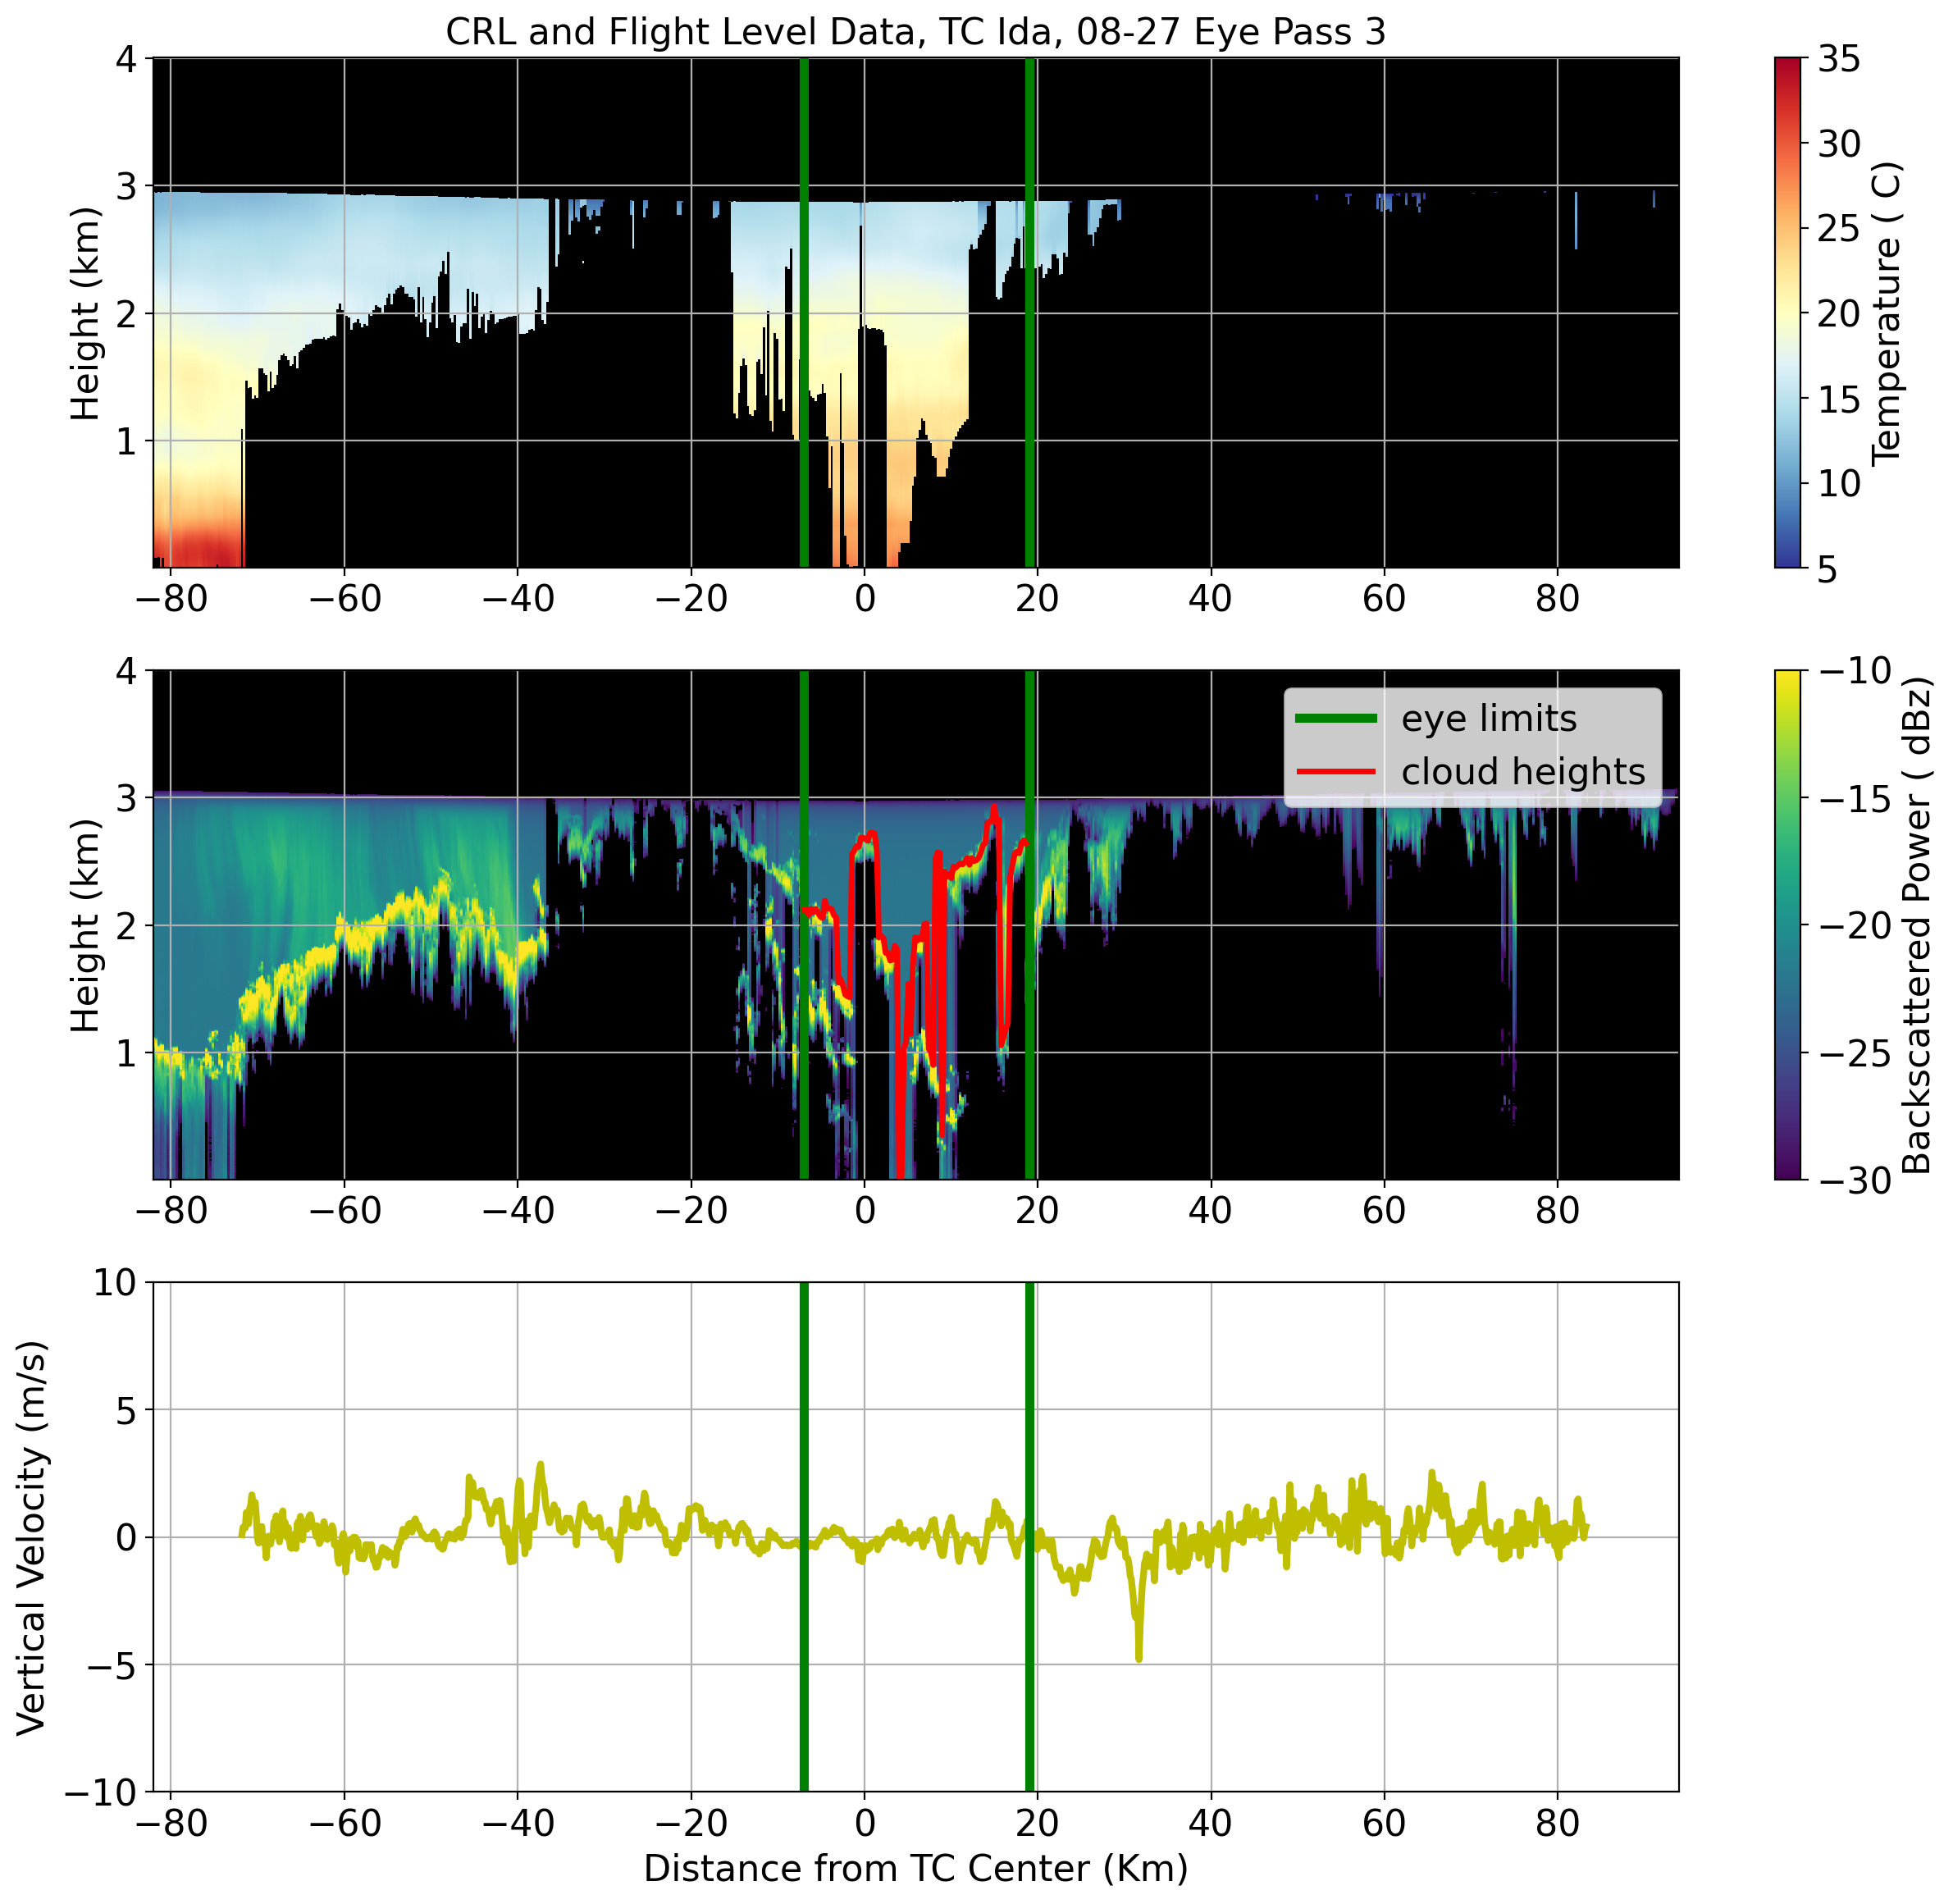 CRL and Flight Level Data, TC Ida, 08-27 Eye Pass 3
4
3
2
1
Height (km)
−80 −60 −40 −20 0 20 40 60 80
35
30
25
20
15
10
5
Temperature ( C)
4
3
2
1
Height (km)
eye limits
cloud heights
−80 −60 −40 −20 0 20 40 60 80
−10
−15
−20
−25
−30
Backscattered Power ( dBz)
10
5
0
−5
−10
Vertical Velocity (m/s)
−80 −60 −40 −20 0 20 40 60 80
Distance from TC Center (Km)